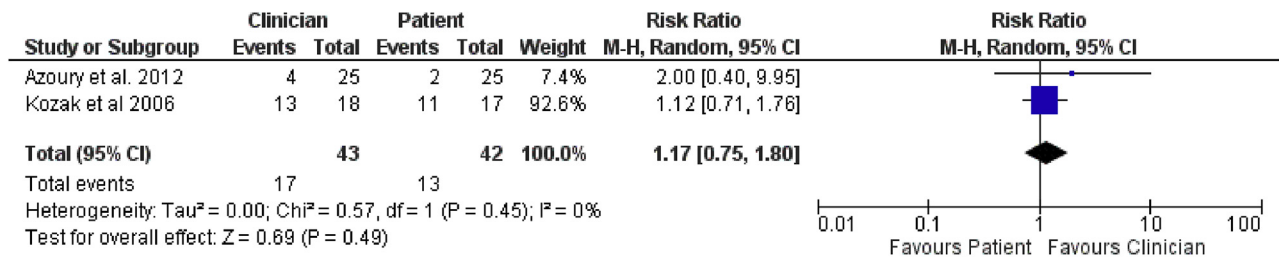 Clinician Patient Risk Ratio Risk Ratio
Study or Subgroup Events Total Events Total Weight M-H, Random, 95% CI M-H, Random, 95% CI
Azoury et al. 2012 4 25 2 25 7.4% 2.00 [0.40, 9.95]
Kozak et al 2006 13 18 11 17 92.6% 1.12 [0.71, 1.76]
Total (95% CI) 43 42 100.0% 1.17 [0.75, 1.80]
Total events 17 13
Heterogeneity: Tau² = 0.00; Chi² = 0.57, df = 1 (P = 0.45); I² = 0%
Test for overall effect: Z = 0.69 (P = 0.49)
0.01 0.1 1 10 100
Favours Patient Favours Clinician